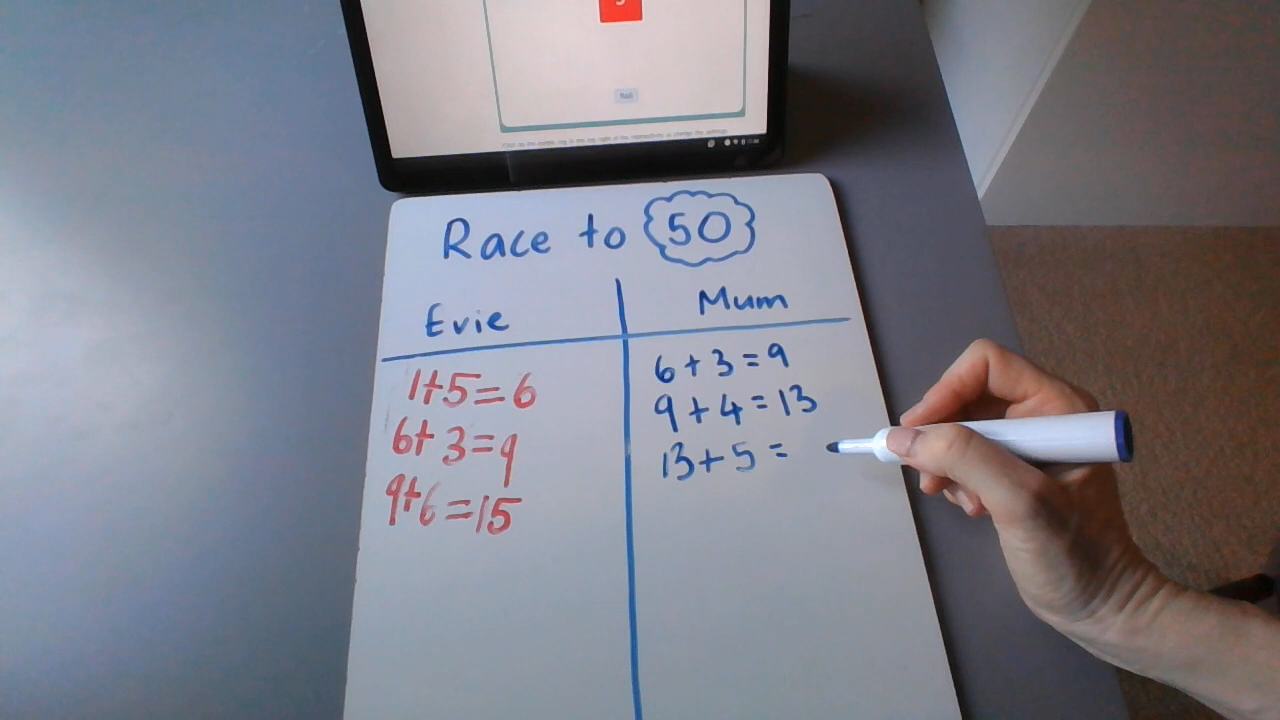 Roll
Race to 50
Evie
Mum
1+5=6
6+3=9
9+6=15
6+3=9
9+4=13
13+5=